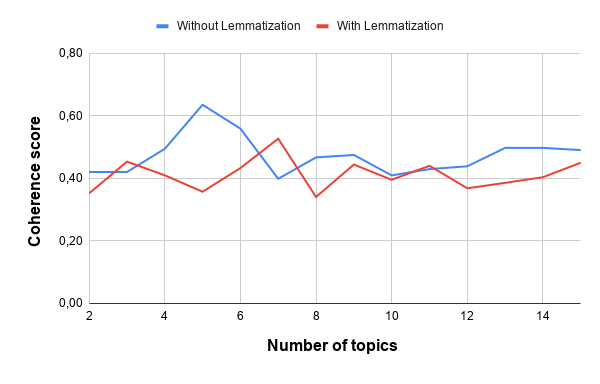 Without Lemmatization With Lemmatization
0,80
0,60
0,40
0,20
0,00
Coherence score
2 4 6 8 10 12 14
Number of topics